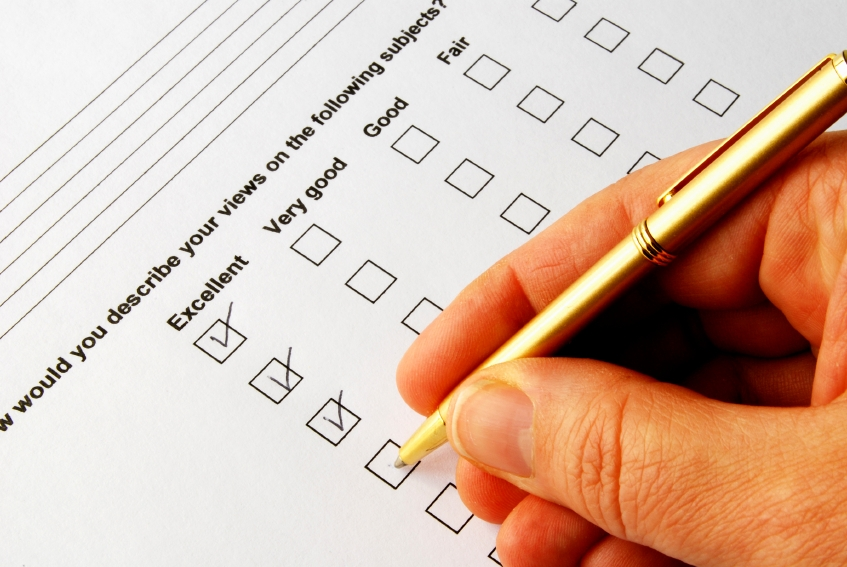 w would you describe your views on the following subjects?
Excellent
Very good
Good
Fair